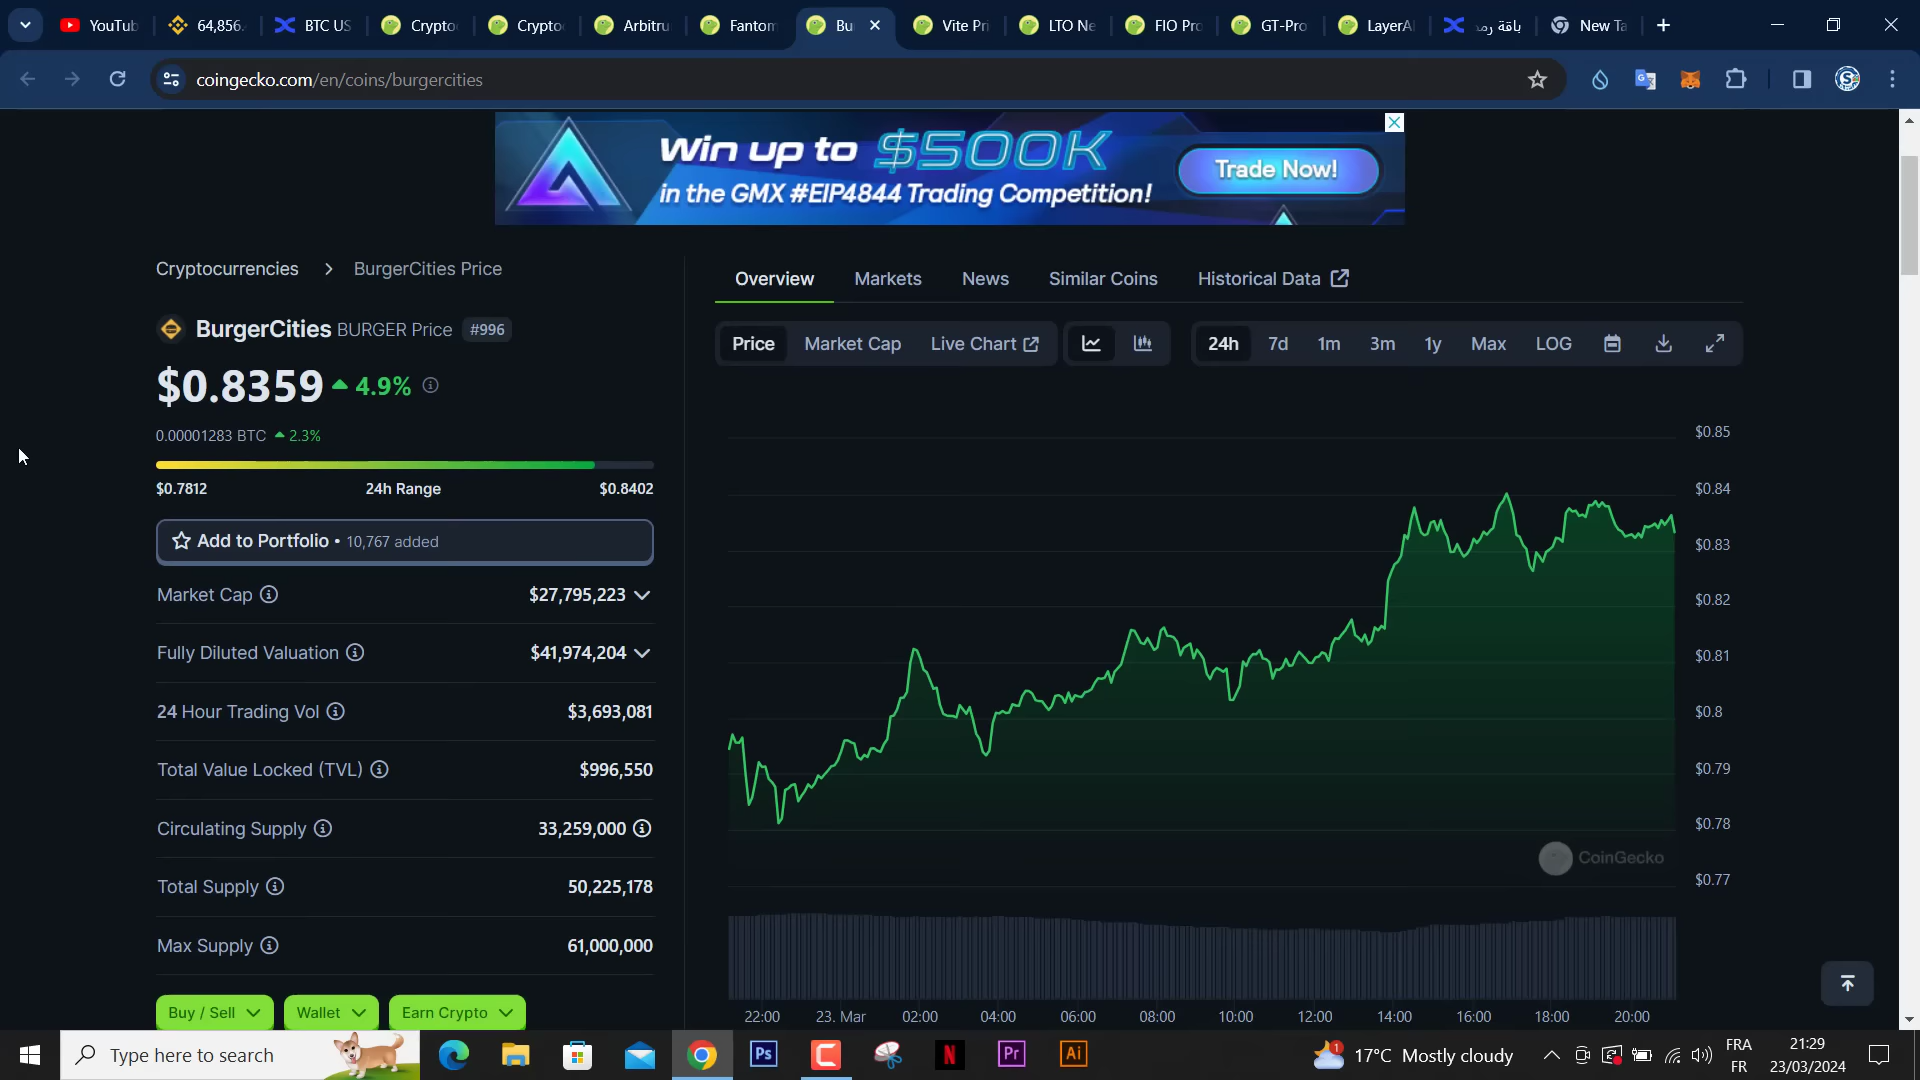 YouTub
64,856.
BTC US
Crypto
Crypto
Arbitru
Fantom
Bu
Vite Pri
LTO Ne
FIO Pro
GT-Pro
LayerA
باقة رمض
New Ta
coingecko.com/en/coins/burgercities
Win up to $500K
in the GMX #EIP4844 Trading Competition!
Trade Now!
Cryptocurrencies > BurgerCities Price
BurgerCities BURGER Price #996
$0.8359 4.9%
0.00001283 BTC 2.3%
$0.7812 24h Range $0.8402
Add to Portfolio • 10,767 added
Market Cap $27,795,223
Fully Diluted Valuation $41,974,204
24 Hour Trading Vol $3,693,081
Total Value Locked (TVL) $996,550
Circulating Supply 33,259,000
Total Supply 50,225,178
Max Supply 61,000,000
Buy / Sell Wallet Earn Crypto
Overview Markets News Similar Coins Historical Data
Price Market Cap Live Chart 24h 7d 1m 3m 1y Max LOG
$0.85
$0.84
$0.83
$0.82
$0.81
$0.8
$0.79
$0.78
CoinGecko
$0.77
22:00 23. Mar 02:00 04:00 06:00 08:00 10:00 12:00 14:00 16:00 18:00 20:00
Type here to search
Ps
N
Pr
Ai
1
17°C Mostly cloudy
FRA
FR
21:29
23/03/2024